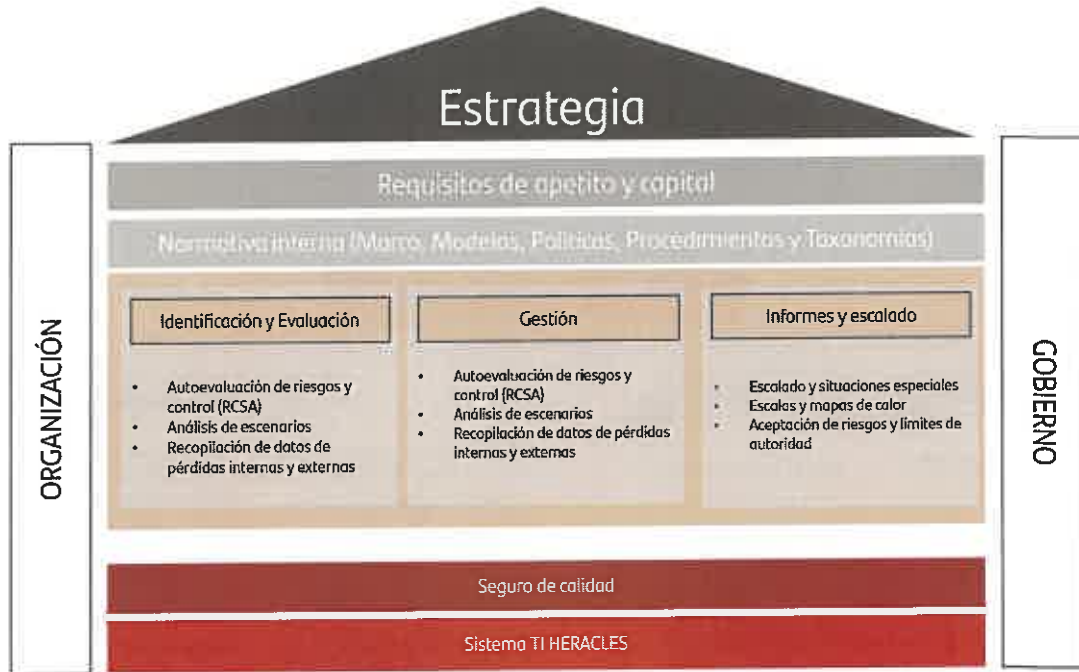 Estrategia
Requisitos de apetito y capital
Normativa interna (Marco, Modelos, Políticas, Procedimientos y Taxonomías)
ORGANIZACIÓN
Identificación y Evaluación
• Autoevaluación de riesgos y
control (RCSA)
• Análisis de escenarios
• Recopilación de datos de
pérdidas internas y externas
Gestión
• Autoevaluación de riesgos y
control (RCSA)
• Análisis de escenarios
• Recopilación de datos de pérdidas
internas y externas
Informes y escalado
• Escalado y situaciones especiales
• Escalas y mapas de calor
• Aceptación de riesgos y límites de
autoridad
GOBIERNO
Seguro de calidad
Sistema TI HERACLES